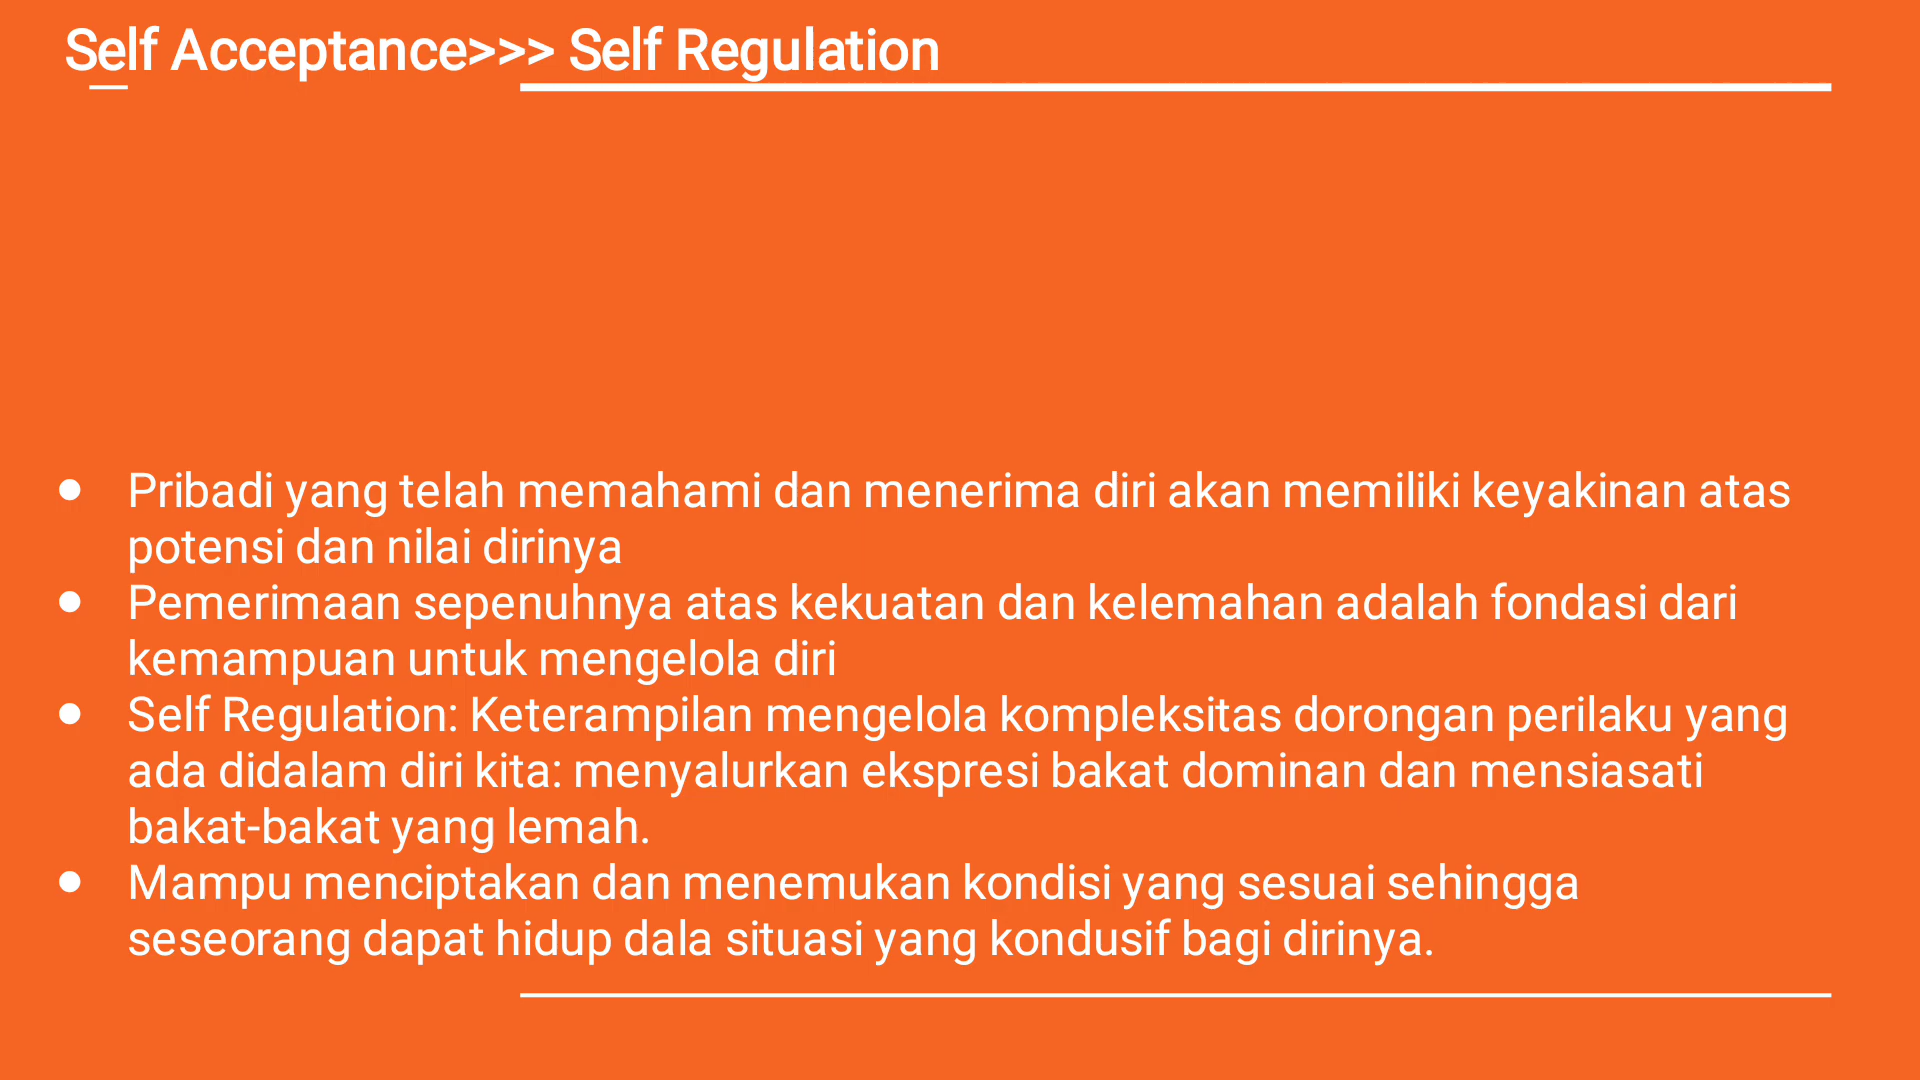 Self Acceptance>>> Self Regulation
● Pribadi yang telah memahami dan menerima diri akan memiliki keyakinan atas
potensi dan nilai dirinya
● Pemerimaan sepenuhnya atas kekuatan dan kelemahan adalah fondasi dari
kemampuan untuk mengelola diri
● Self Regulation: Keterampilan mengelola kompleksitas dorongan perilaku yang
ada didalam diri kita: menyalurkan ekspresi bakat dominan dan mensiasati
bakat-bakat yang lemah.
● Mampu menciptakan dan menemukan kondisi yang sesuai sehingga
seseorang dapat hidup dala situasi yang kondusif bagi dirinya.